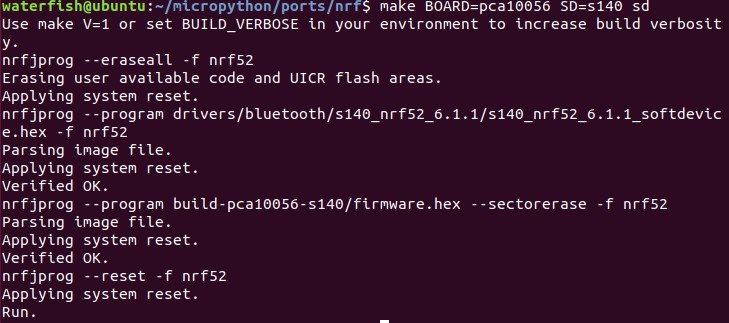 waterfish@ubuntu:~/micropython/ports/nrf$ make BOARD=pca10056 SD=s140 sd
Use make V=1 or set BUILD_VERBOSE in your environment to increase build verbosit
y.
nrfjprog --eraseall -f nrf52
Erasing user available code and UICR flash areas.
Applying system reset.
nrfjprog --program drivers/bluetooth/s140_nrf52_6.1.1/s140_nrf52_6.1.1_softdevic
e.hex -f nrf52
Parsing image file.
Applying system reset.
Verified OK.
nrfjprog --program build-pca10056-s140/firmware.hex --sectorerase -f nrf52
Parsing image file.
Applying system reset.
Verified OK.
nrfjprog --reset -f nrf52
Applying system reset.
Run.